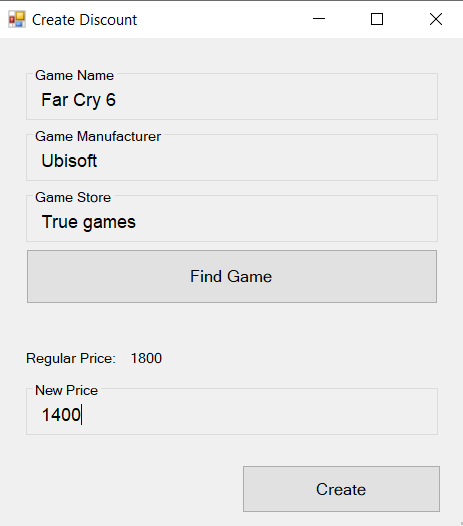 Create Discount
Game Name
Far Cry 6
Game Manufacturer
Ubisoft
Game Store
True games
Find Game
Regular Price: 1800
New Price
1400
Create